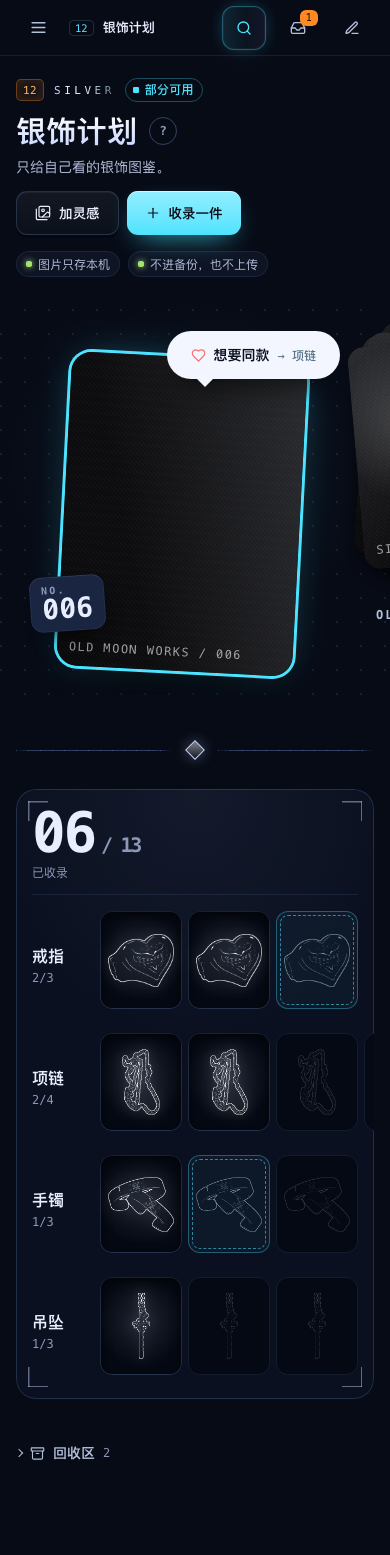 12 银饰计划
1
12 SILVER 部分可用
银饰计划 ?
只给自己看的银饰图鉴。
加灵感 收录一件
图片只存本机 不进备份，也不上传
想要同款 → 项链
NO.
006
OLD MOON WORKS / 006
SI
OL
06 / 13
已收录
戒指
2/3
项链
2/4
手镯
1/3
吊坠
1/3
回收区 2